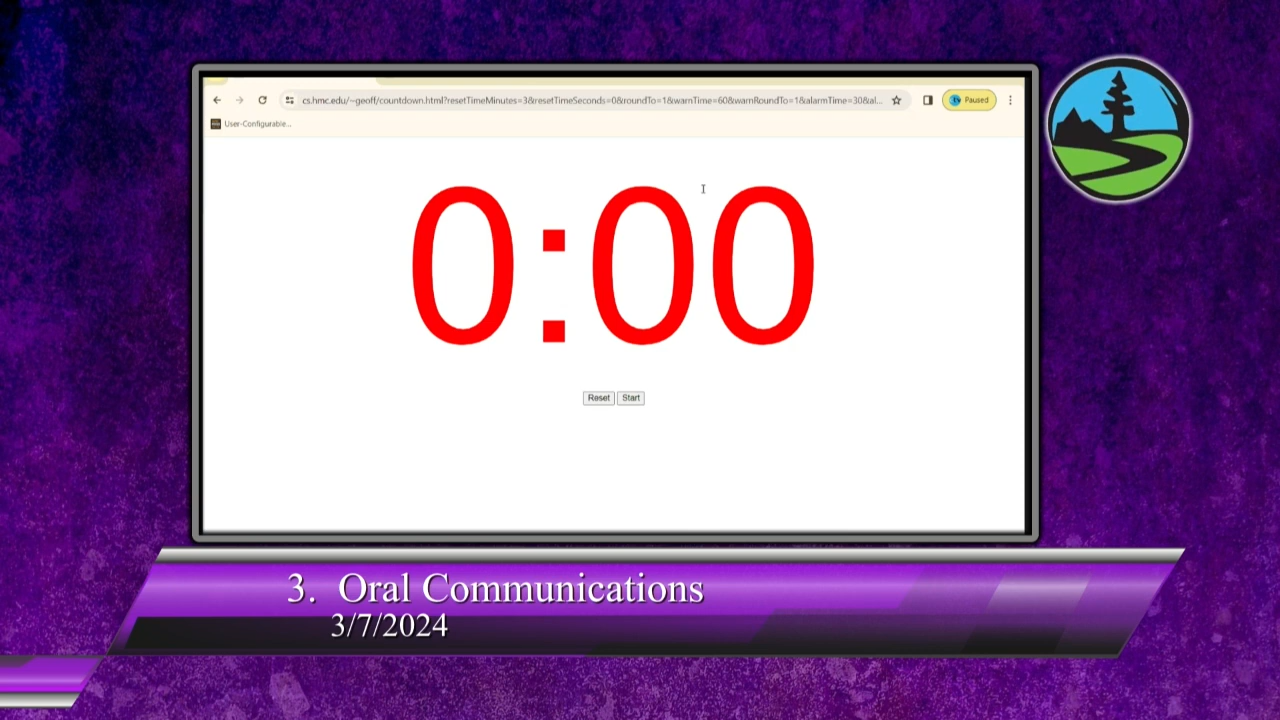 cs.hmc.edu/~geoff/countdown.html?resetTimeMinutes=3&resetTimeSeconds=0&roundTo=1&warnTime=60&warnRoundTo=1&alarmTime=30&al...
Paused
User-Configurable...
0:00
Reset Start
3. Oral Communications
3/7/2024